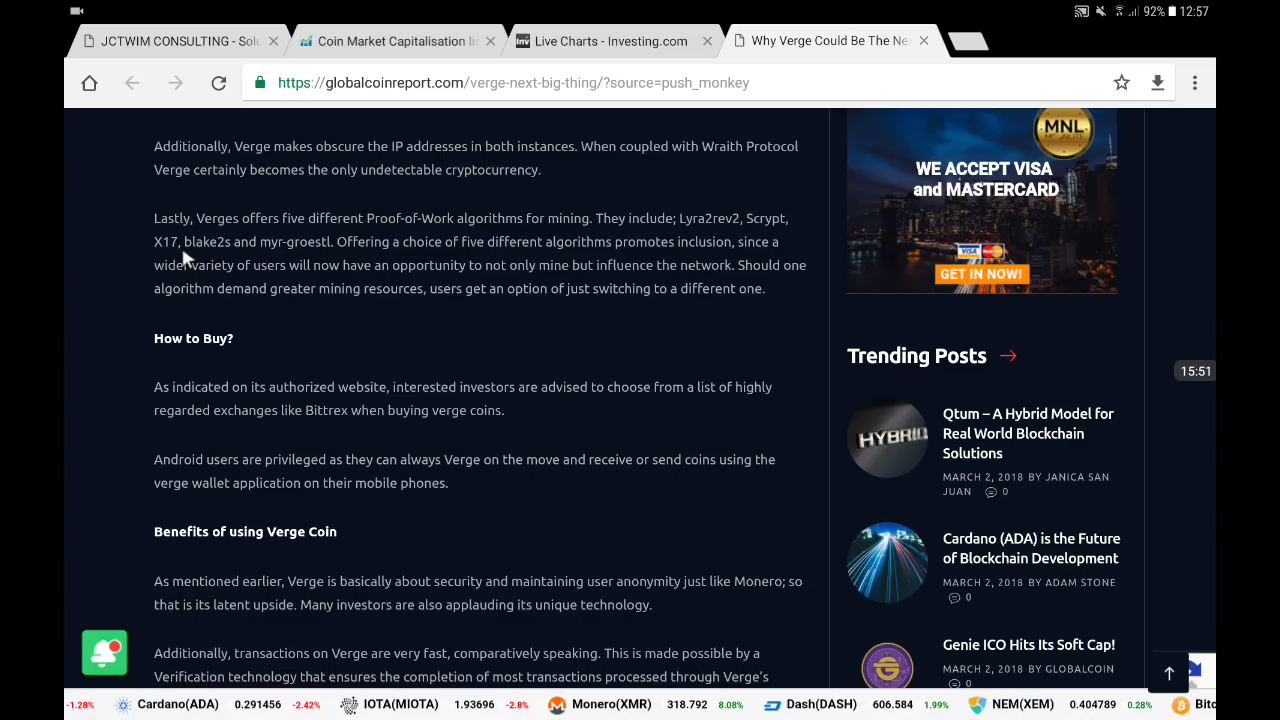 92% 12:57
JCTWIM CONSULTING - Sol
Coin Market Capitalisation li
Live Charts - Investing.com
Why Verge Could Be The Ne
https://globalcoinreport.com/verge-next-big-thing/?source=push_monkey
Additionally, Verge makes obscure the IP addresses in both instances. When coupled with Wraith Protocol
Verge certainly becomes the only undetectable cryptocurrency.
Lastly, Verges offers five different Proof-of-Work algorithms for mining. They include; Lyra2rev2, Scrypt,
X17, blake2s and myr-groestl. Offering a choice of five different algorithms promotes inclusion, since a
wider variety of users will now have an opportunity to not only mine but influence the network. Should one
algorithm demand greater mining resources, users get an option of just switching to a different one.
How to Buy?
As indicated on its authorized website, interested investors are advised to choose from a list of highly
regarded exchanges like Bittrex when buying verge coins.
Android users are privileged as they can always Verge on the move and receive or send coins using the
verge wallet application on their mobile phones.
Benefits of using Verge Coin
As mentioned earlier, Verge is basically about security and maintaining user anonymity just like Monero; so
that is its latent upside. Many investors are also applauding its unique technology.
Additionally, transactions on Verge are very fast, comparatively speaking. This is made possible by a
Verification technology that ensures the completion of most transactions processed through Verge's
MNL
WE ACCEPT VISA
and MASTERCARD
VISA
GET IN NOW!
Trending Posts
15:51
HYBRID
Qtum – A Hybrid Model for
Real World Blockchain
Solutions
MARCH 2, 2018 BY JANICA SAN
JUAN 0
Cardano (ADA) is the Future
of Blockchain Development
MARCH 2, 2018 BY ADAM STONE
0
Genie ICO Hits Its Soft Cap!
MARCH 2, 2018 BY GLOBALCOIN
0
-1.28% Cardano(ADA) 0.291456 -2.42% IOTA(MIOTA) 1.93696 -2.8% Monero(XMR) 318.792 8.08% Dash(DASH) 606.584 1.99% NEM(XEM) 0.404789 0.28% Bitc